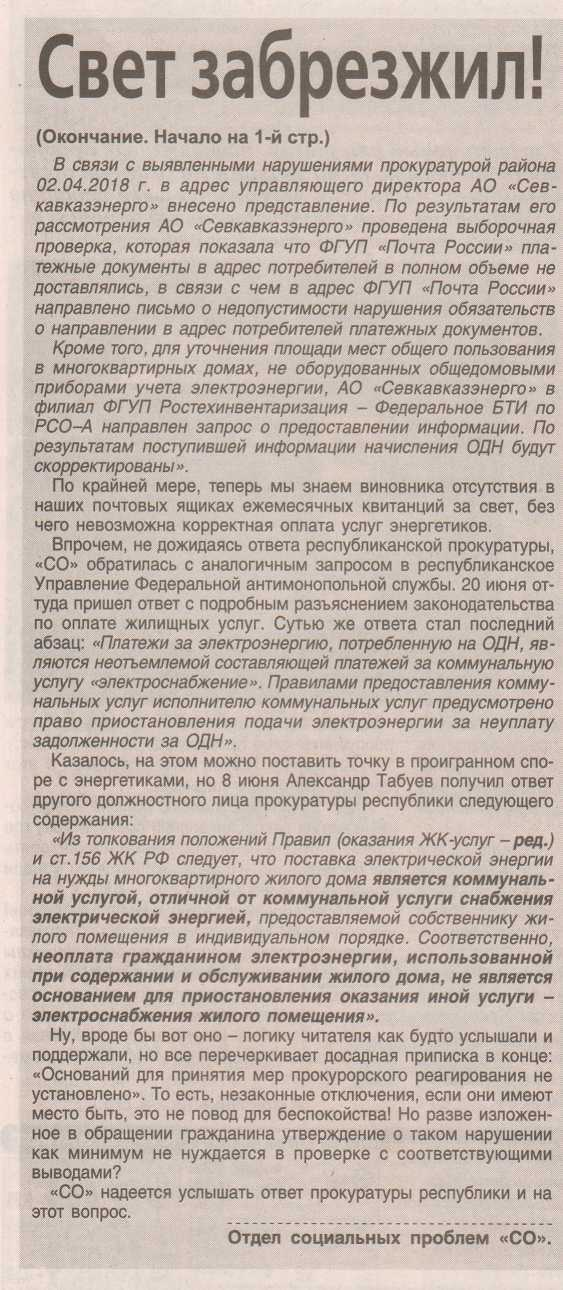 Свет забрезжил!
(Окончание. Начало на 1-й стр.)
В связи с выявленными нарушениями прокуратурой района
02.04.2018 г. в адрес управляющего директора АО «Сев-
кавказэнерго» внесено представление. По результатам его
рассмотрения АО «Севкавказэнерго» проведена выборочная
проверка, которая показала что ФГУП «Почта России» пла-
тежные документы в адрес потребителей в полном объеме не
доставлялись, в связи с чем в адрес ФГУП «Почта России»
направлено письмо о недопустимости нарушения обязательств
о направлении в адрес потребителей платежных документов.
Кроме того, для уточнения площади мест общего пользования
в многоквартирных домах, не оборудованных общедомовыми
приборами учета электроэнергии, АО «Севкавказэнерго» в
филиал ФГУП Ростехинвентаризация – Федеральное БТИ по
РСО–А направлен запрос о предоставлении информации. По
результатам поступившей информации начисления ОДН будут
скорректированы».
По крайней мере, теперь мы знаем виновника отсутствия в
наших почтовых ящиках ежемесячных квитанций за свет, без
чего невозможна корректная оплата услуг энергетиков.
Впрочем, не дожидаясь ответа республиканской прокуратуры,
«СО» обратилась с аналогичным запросом в республиканское
Управление Федеральной антимонопольной службы. 20 июня от-
туда пришел ответ с подробным разъяснением законодательства
по оплате жилищных услуг. Сутью же ответа стал последний
абзац: «Платежи за электроэнергию, потребленную на ОДН, яв-
ляются неотъемлемой составляющей платежей за коммунальную
услугу «электроснабжение». Правилами предоставления комму-
нальных услуг исполнителю коммунальных услуг предусмотрено
право приостановления подачи электроэнергии за неуплату
задолженности за ОДН».
Казалось, на этом можно поставить точку в проигранном спо-
ре с энергетиками, но 8 июня Александр Табуев получил ответ
другого должностного лица прокуратуры республики следующего
содержания:
«Из толкования положений Правил (оказания ЖК-услуг – ред.)
и ст.156 ЖК РФ следует, что поставка электрической энергии
на нужды многоквартирного жилого дома является коммуналь-
ной услугой, отличной от коммунальной услуги снабжения
электрической энергией, предоставляемой собственнику жи-
лого помещения в индивидуальном порядке. Соответственно,
неоплата гражданином электроэнергии, использованной
при содержании и обслуживании жилого дома, не является
основанием для приостановления оказания иной услуги –
электроснабжения жилого помещения».
Ну, вроде бы вот оно – логику читателя как будто услышали и
поддержали, но все перечеркивает досадная приписка в конце:
«Оснований для принятия мер прокурорского реагирования не
установлено». То есть, незаконные отключения, если они имеют
место быть, это не повод для беспокойства! Но разве изложен-
ное в обращении гражданина утверждение о таком нарушении
как минимум не нуждается в проверке с соответствующими
выводами?
«СО» надеется услышать ответ прокуратуры республики и на
этот вопрос.
Отдел социальных проблем «СО».